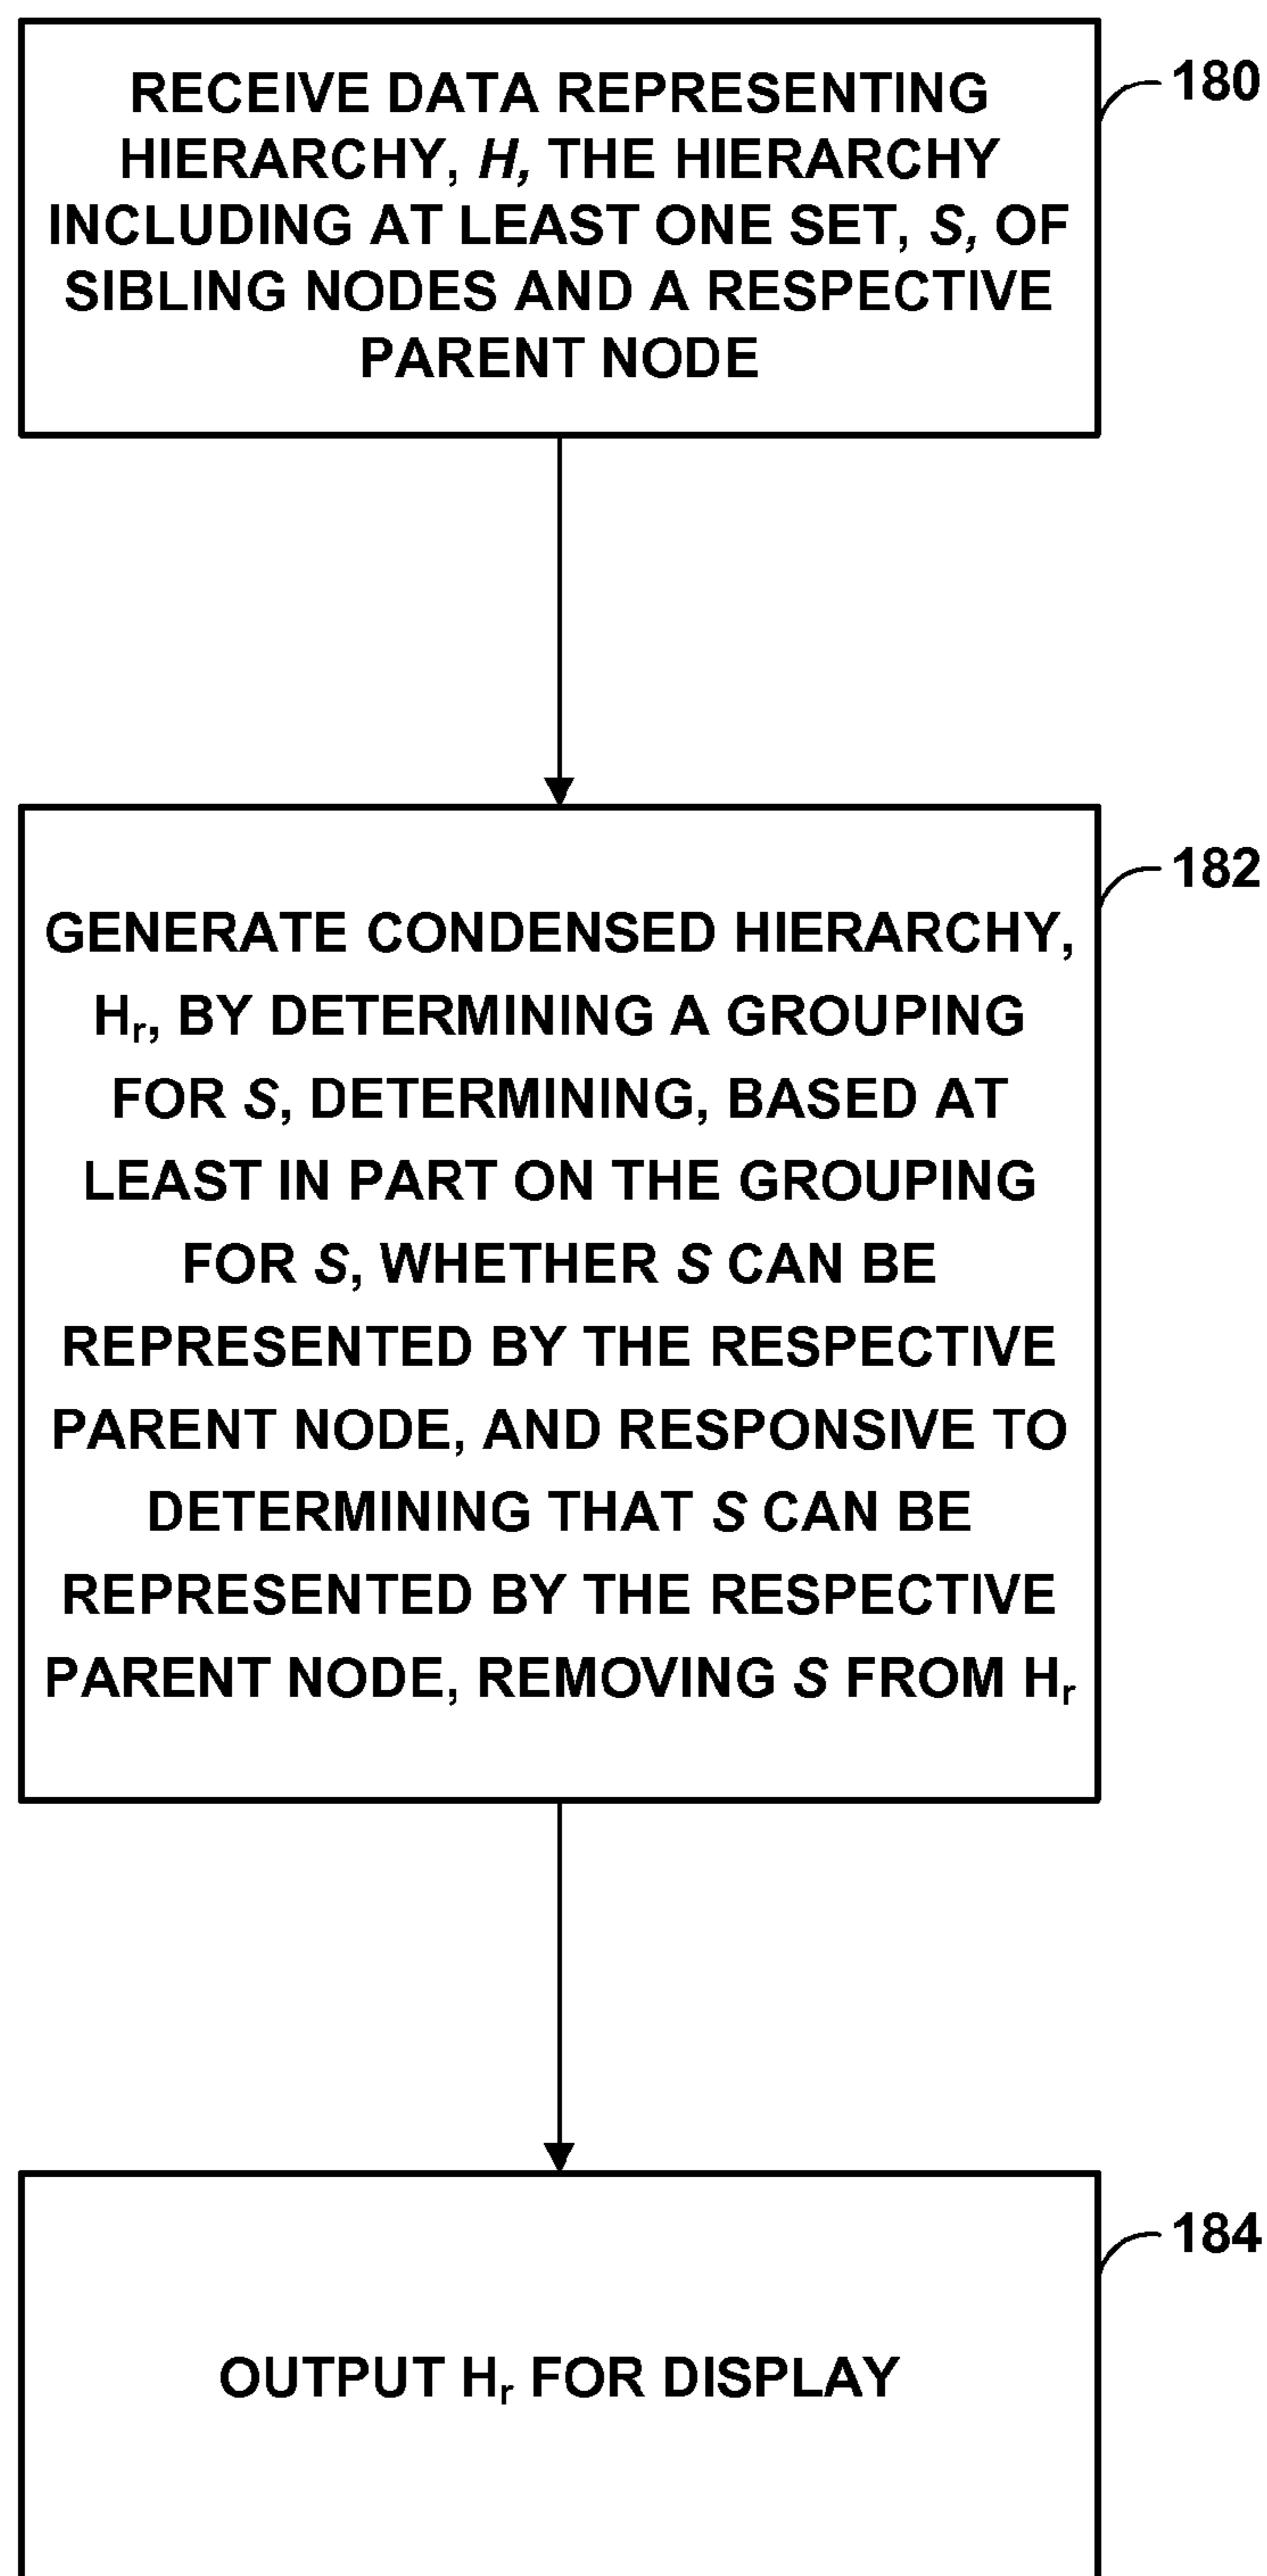 RECEIVE DATA REPRESENTING
HIERARCHY, H, THE HIERARCHY
INCLUDING AT LEAST ONE SET, S, OF
SIBLING NODES AND A RESPECTIVE
PARENT NODE
180
GENERATE CONDENSED HIERARCHY,
Hr, BY DETERMINING A GROUPING
FOR S, DETERMINING, BASED AT
LEAST IN PART ON THE GROUPING
FOR S, WHETHER S CAN BE
REPRESENTED BY THE RESPECTIVE
PARENT NODE, AND RESPONSIVE TO
DETERMINING THAT S CAN BE
REPRESENTED BY THE RESPECTIVE
PARENT NODE, REMOVING S FROM Hr
182
OUTPUT Hr FOR DISPLAY
184